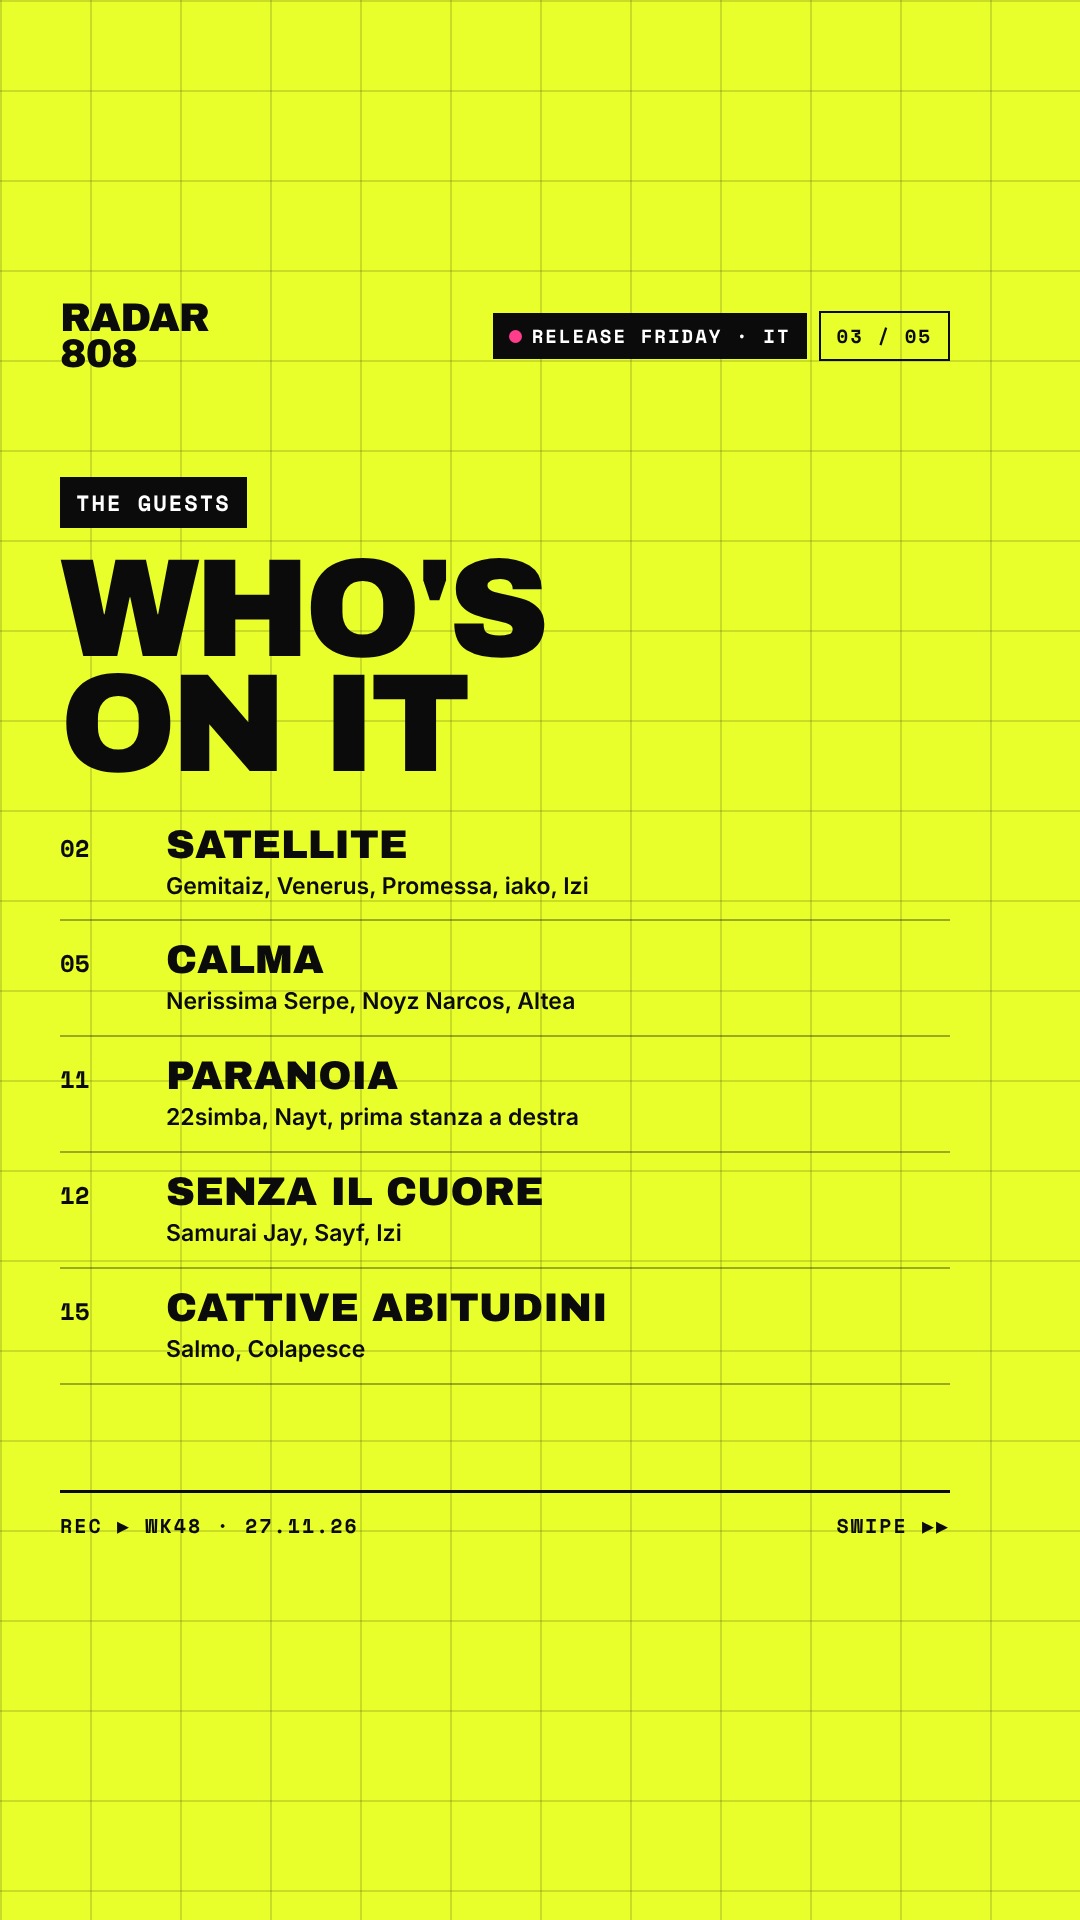 RADAR
808
RELEASE FRIDAY · IT
03 / 05
THE GUESTS
WHO'S
ON IT
02
SATELLITE
Gemitaiz, Venerus, Promessa, iako, Izi
05
CALMA
Nerissima Serpe, Noyz Narcos, Altea
11
PARANOIA
22simba, Nayt, prima stanza a destra
12
SENZA IL CUORE
Samurai Jay, Sayf, Izi
15
CATTIVE ABITUDINI
Salmo, Colapesce
REC ▶ WK48 · 27.11.26
SWIPE ▶▶